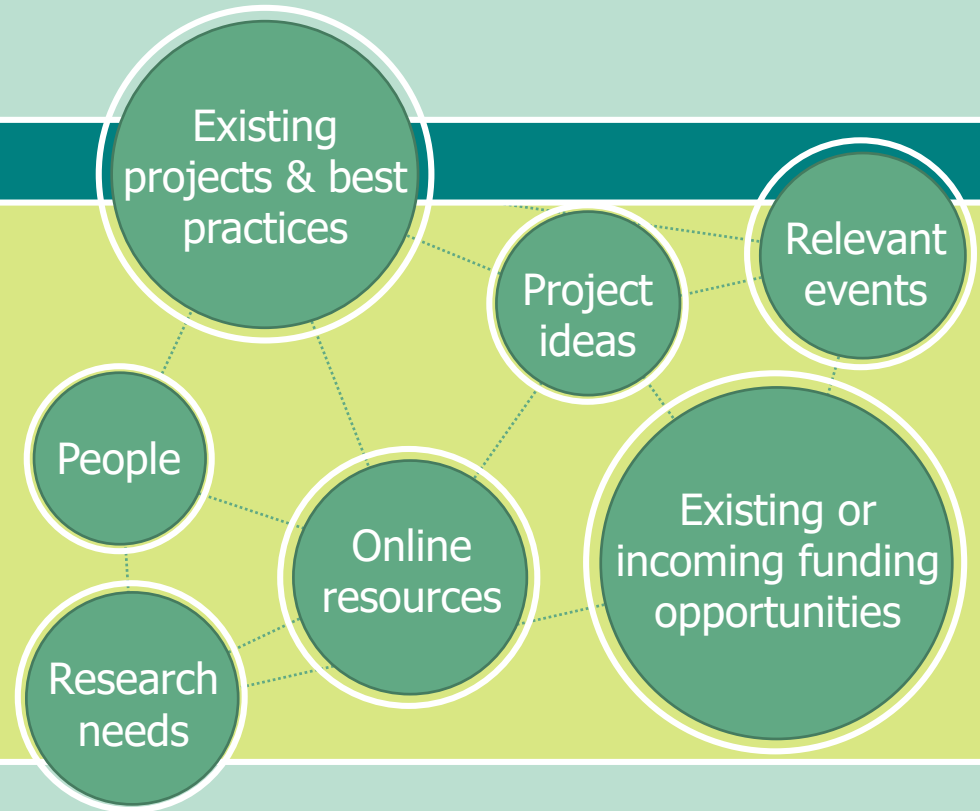 Existing
projects & best
practices
Relevant
events
Project
ideas
People
Online
resources
Existing or
incoming funding
opportunities
Research
needs